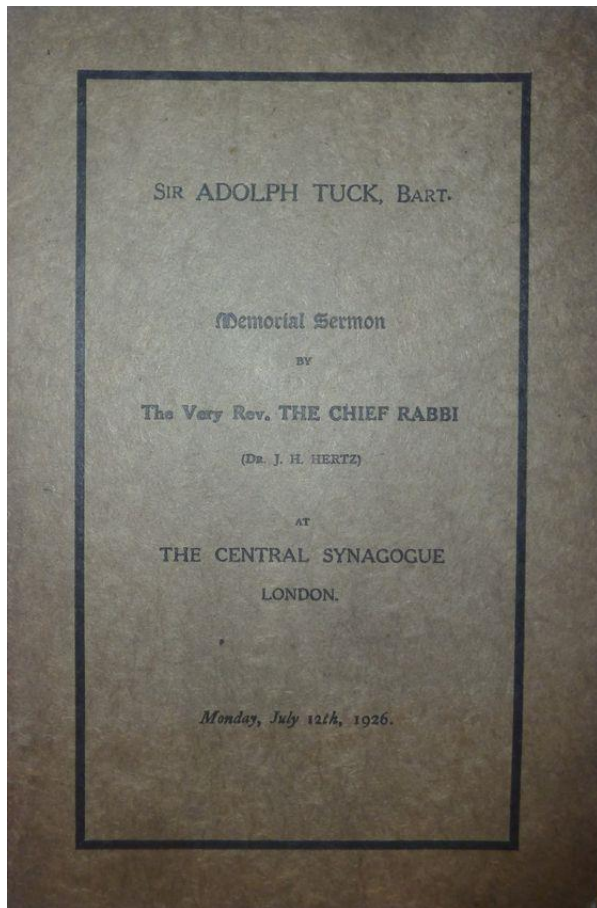 Sir ADOLPH TUCK, Bart.
Memorial Sermon
BY
The Very Rev. THE CHIEF RABBI
(Dr. J. H. HERTZ)
AT
THE CENTRAL SYNAGOGUE
LONDON.
Monday, July 12th, 1926.